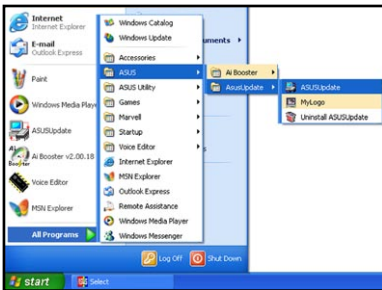 Internet
Internet Explorer
E-mail
Outlook Express
Paint
Windows Media Play
ASUSUpdate
Ai Booster v2.00.18
Voice Editor
MSN Explorer
All Programs
Windows Catalog
Windows Update
Accessories
ASUS
ASUS Utility
Games
Marvell
Startup
Voice Editor
Internet Explorer
MSN Explorer
Outlook Express
Remote Assistance
Windows Media Player
Windows Messenger
uments
s
Ai Booster
AsusUpdate
ASUSUpdate
MyLogo
Uninstall ASUSUpdate
Log Off
Shut Down
start
Select